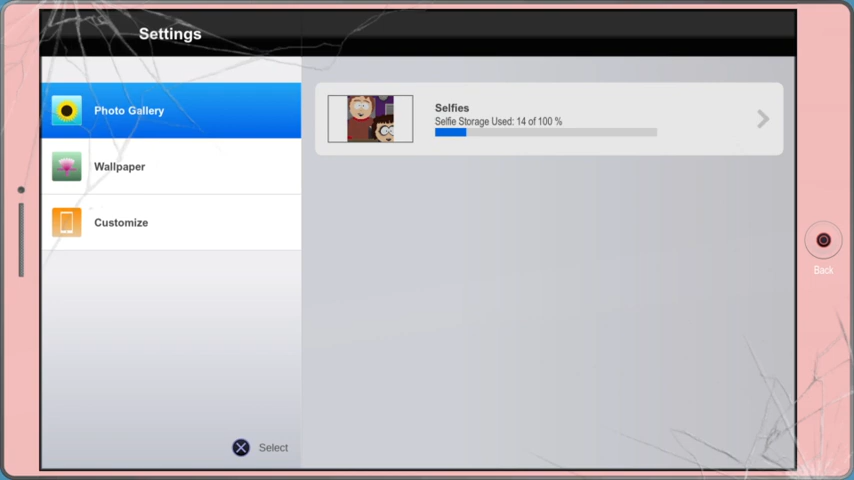 Settings
Photo Gallery
Wallpaper
Customize
Selfies
Selfie Storage Used: 14 of 100 %
Select
Back